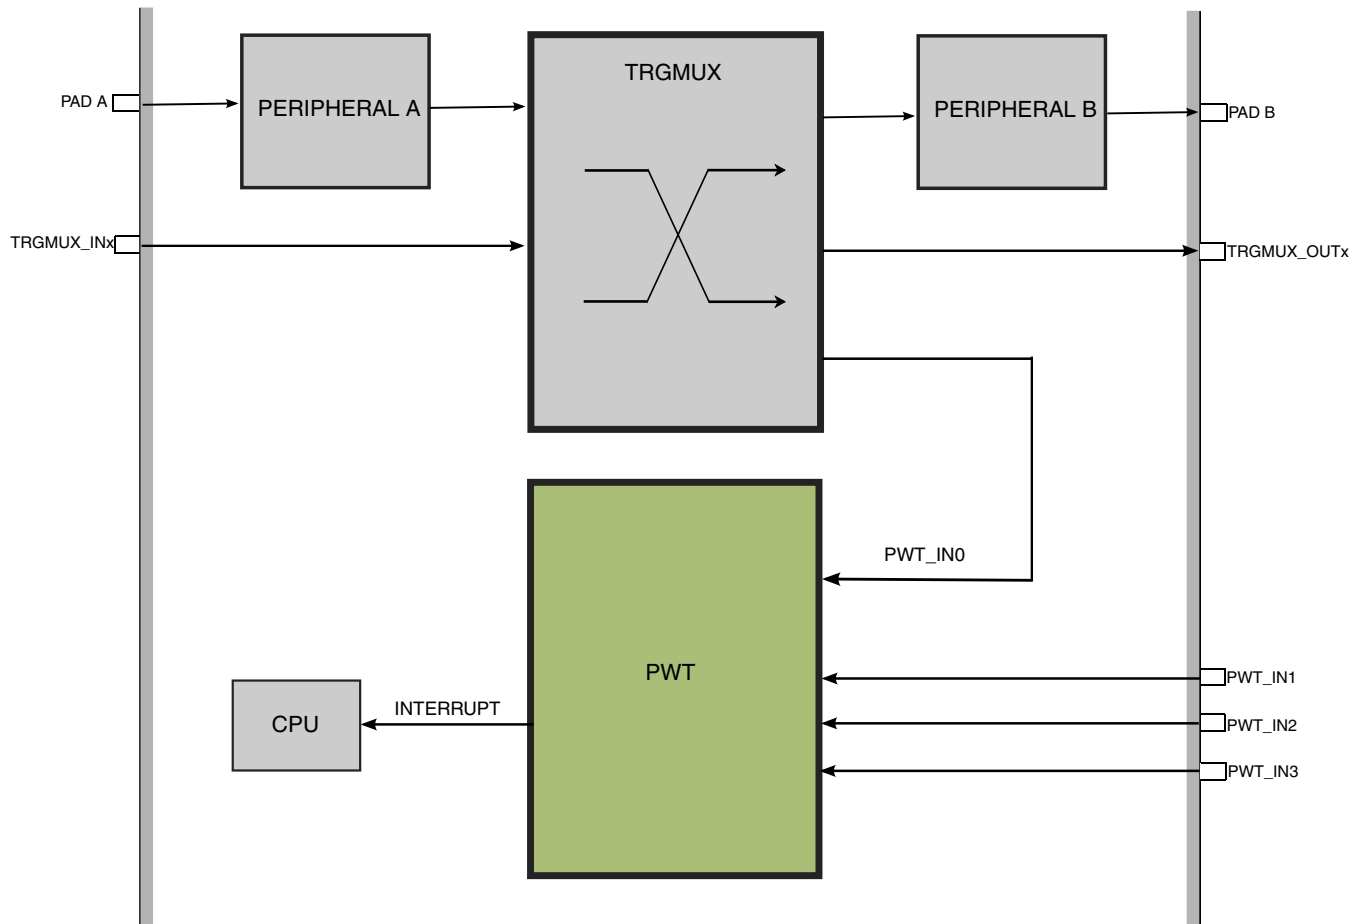 TRGMUX
PAD A
PERIPHERAL A
PERIPHERAL B
PAD B
TRGMUX_INx
TRGMUX_OUTx
PWT_IN0
PWT
PWT_IN1
INTERRUPT
CPU
PWT_IN2
PWT_IN3